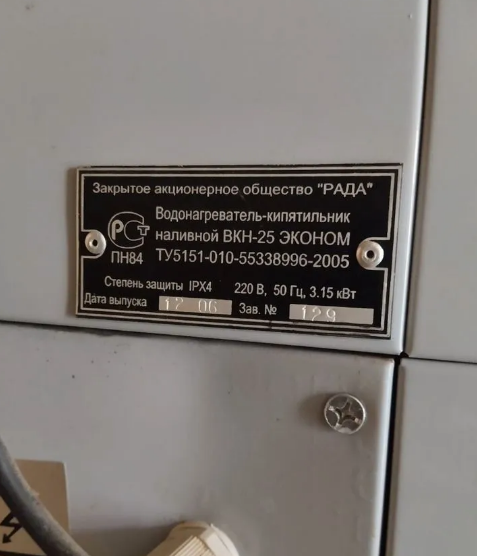 Закрытое акционерное общество "РАДА"
Водонагреватель-кипятильник
наливной ВКН-25 ЭКОНОМ
РСТ
ПН84
ТУ5151-010-55338996-2005
Степень защиты IPX4 220 В, 50 Гц, 3.15 кВт
Дата выпуска 12 06 Зав. № 129